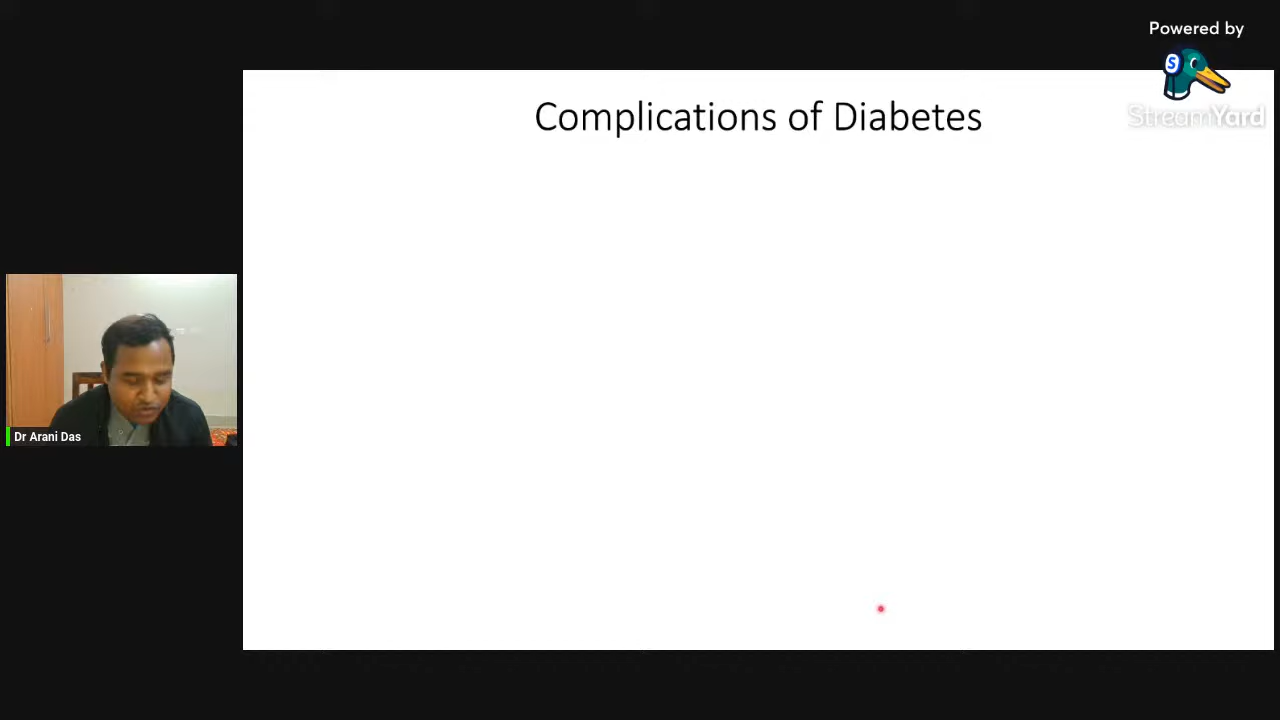 Powered by
S
StreamYard
Complications of Diabetes
Dr Arani Das